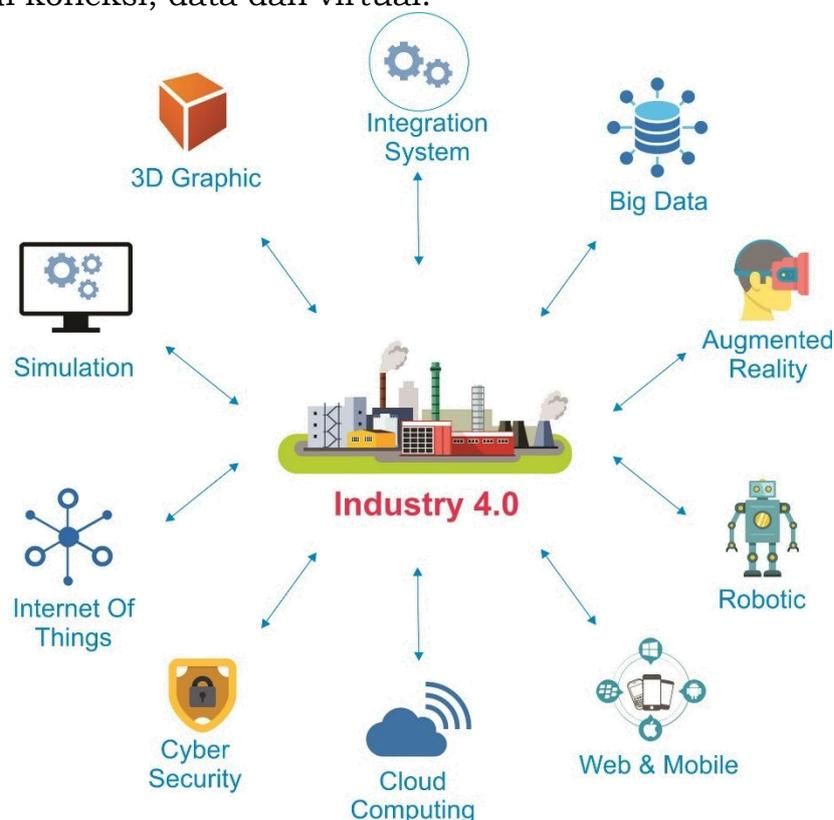 koneksi, data dan virtual.
Integration
System
3D Graphic
Big Data
Simulation
Augmented
Reality
Industry 4.0
Internet Of
Things
Robotic
Cyber
Security
Cloud
Computing
Web & Mobile